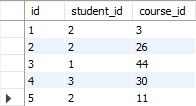 id student_id course_id
1 2 3
2 2 26
3 1 44
4 3 30
5 2 11